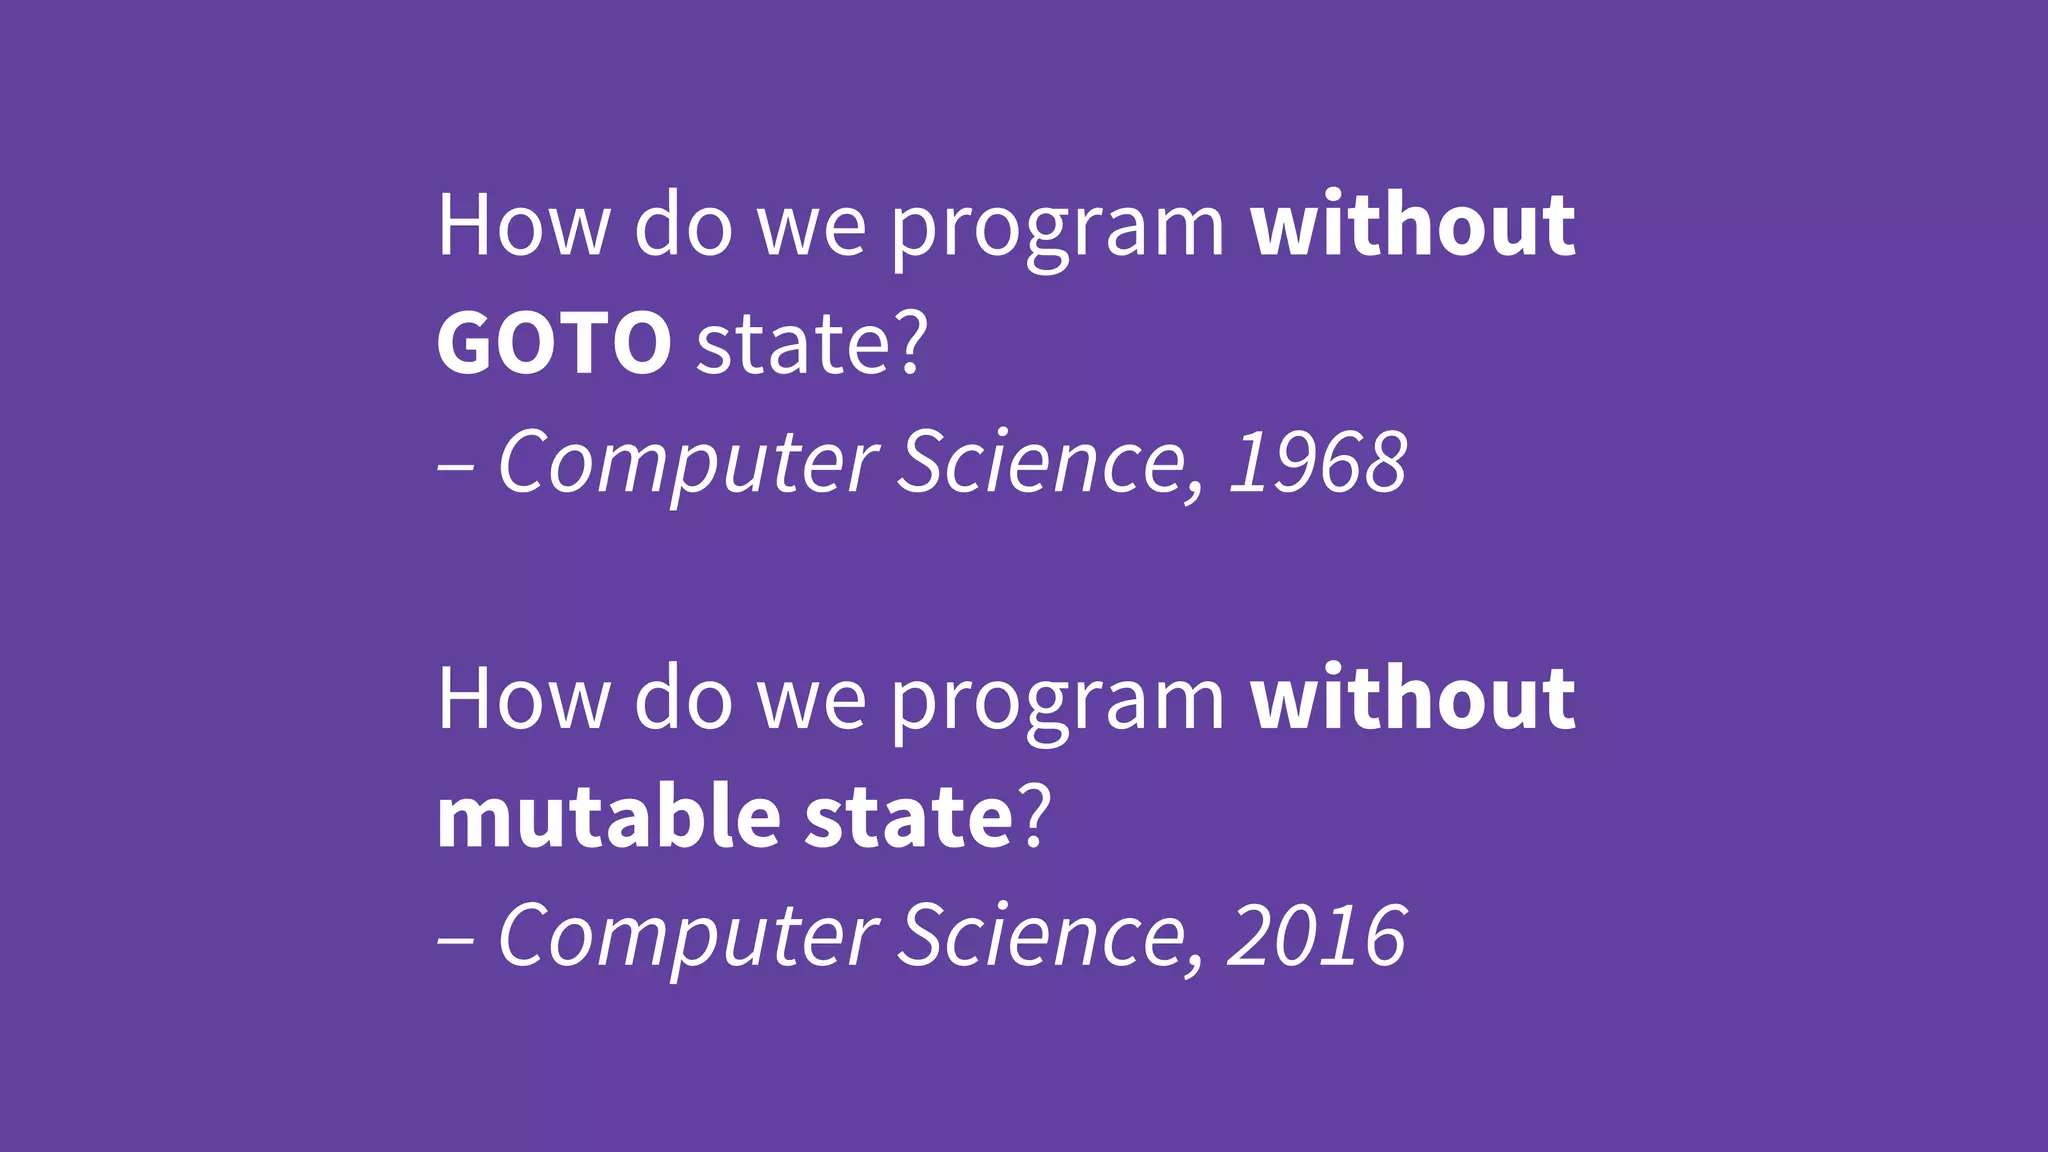 How do we program without
GOTO state?
– Computer Science, 1968
How do we program without
mutable state?
– Computer Science, 2016